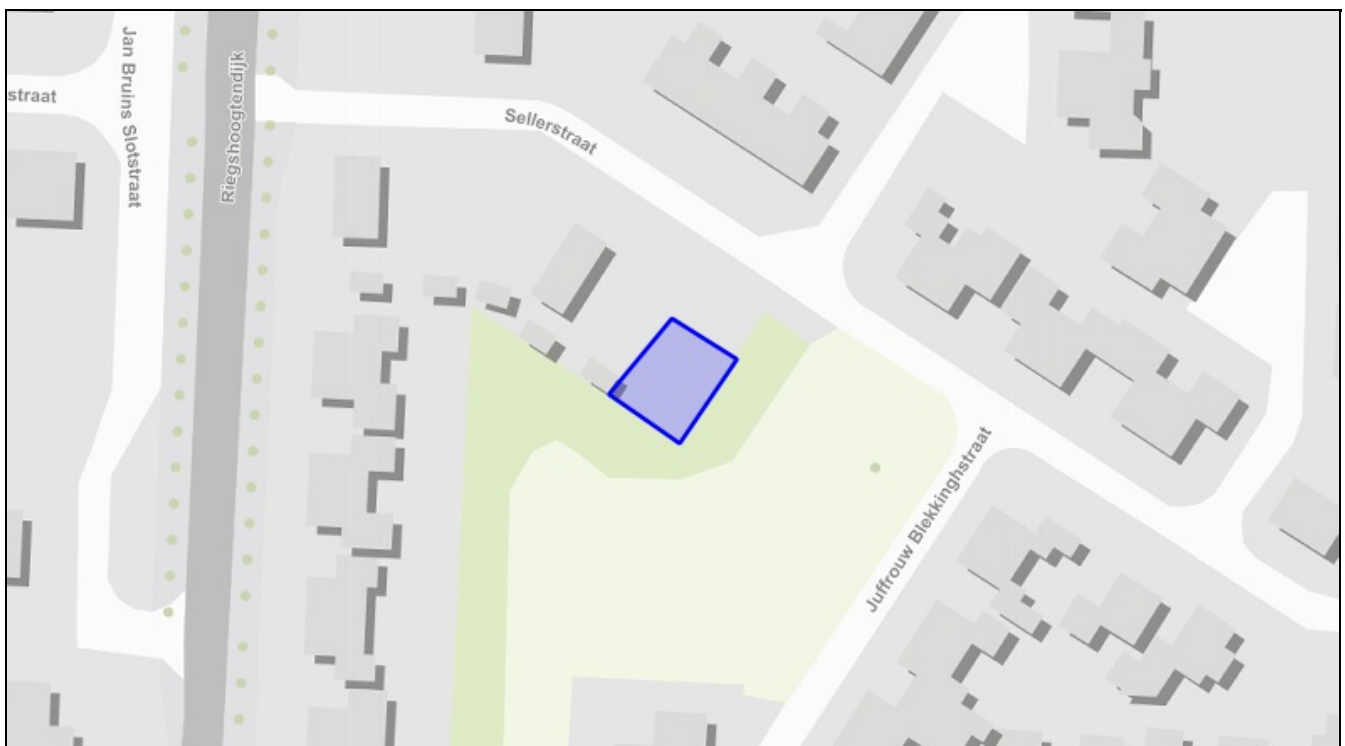 straat
Jan Bruins Slotstraat
Riegshoogtendijk
Sellerstraat
Juffrouw Blekkinghstraat